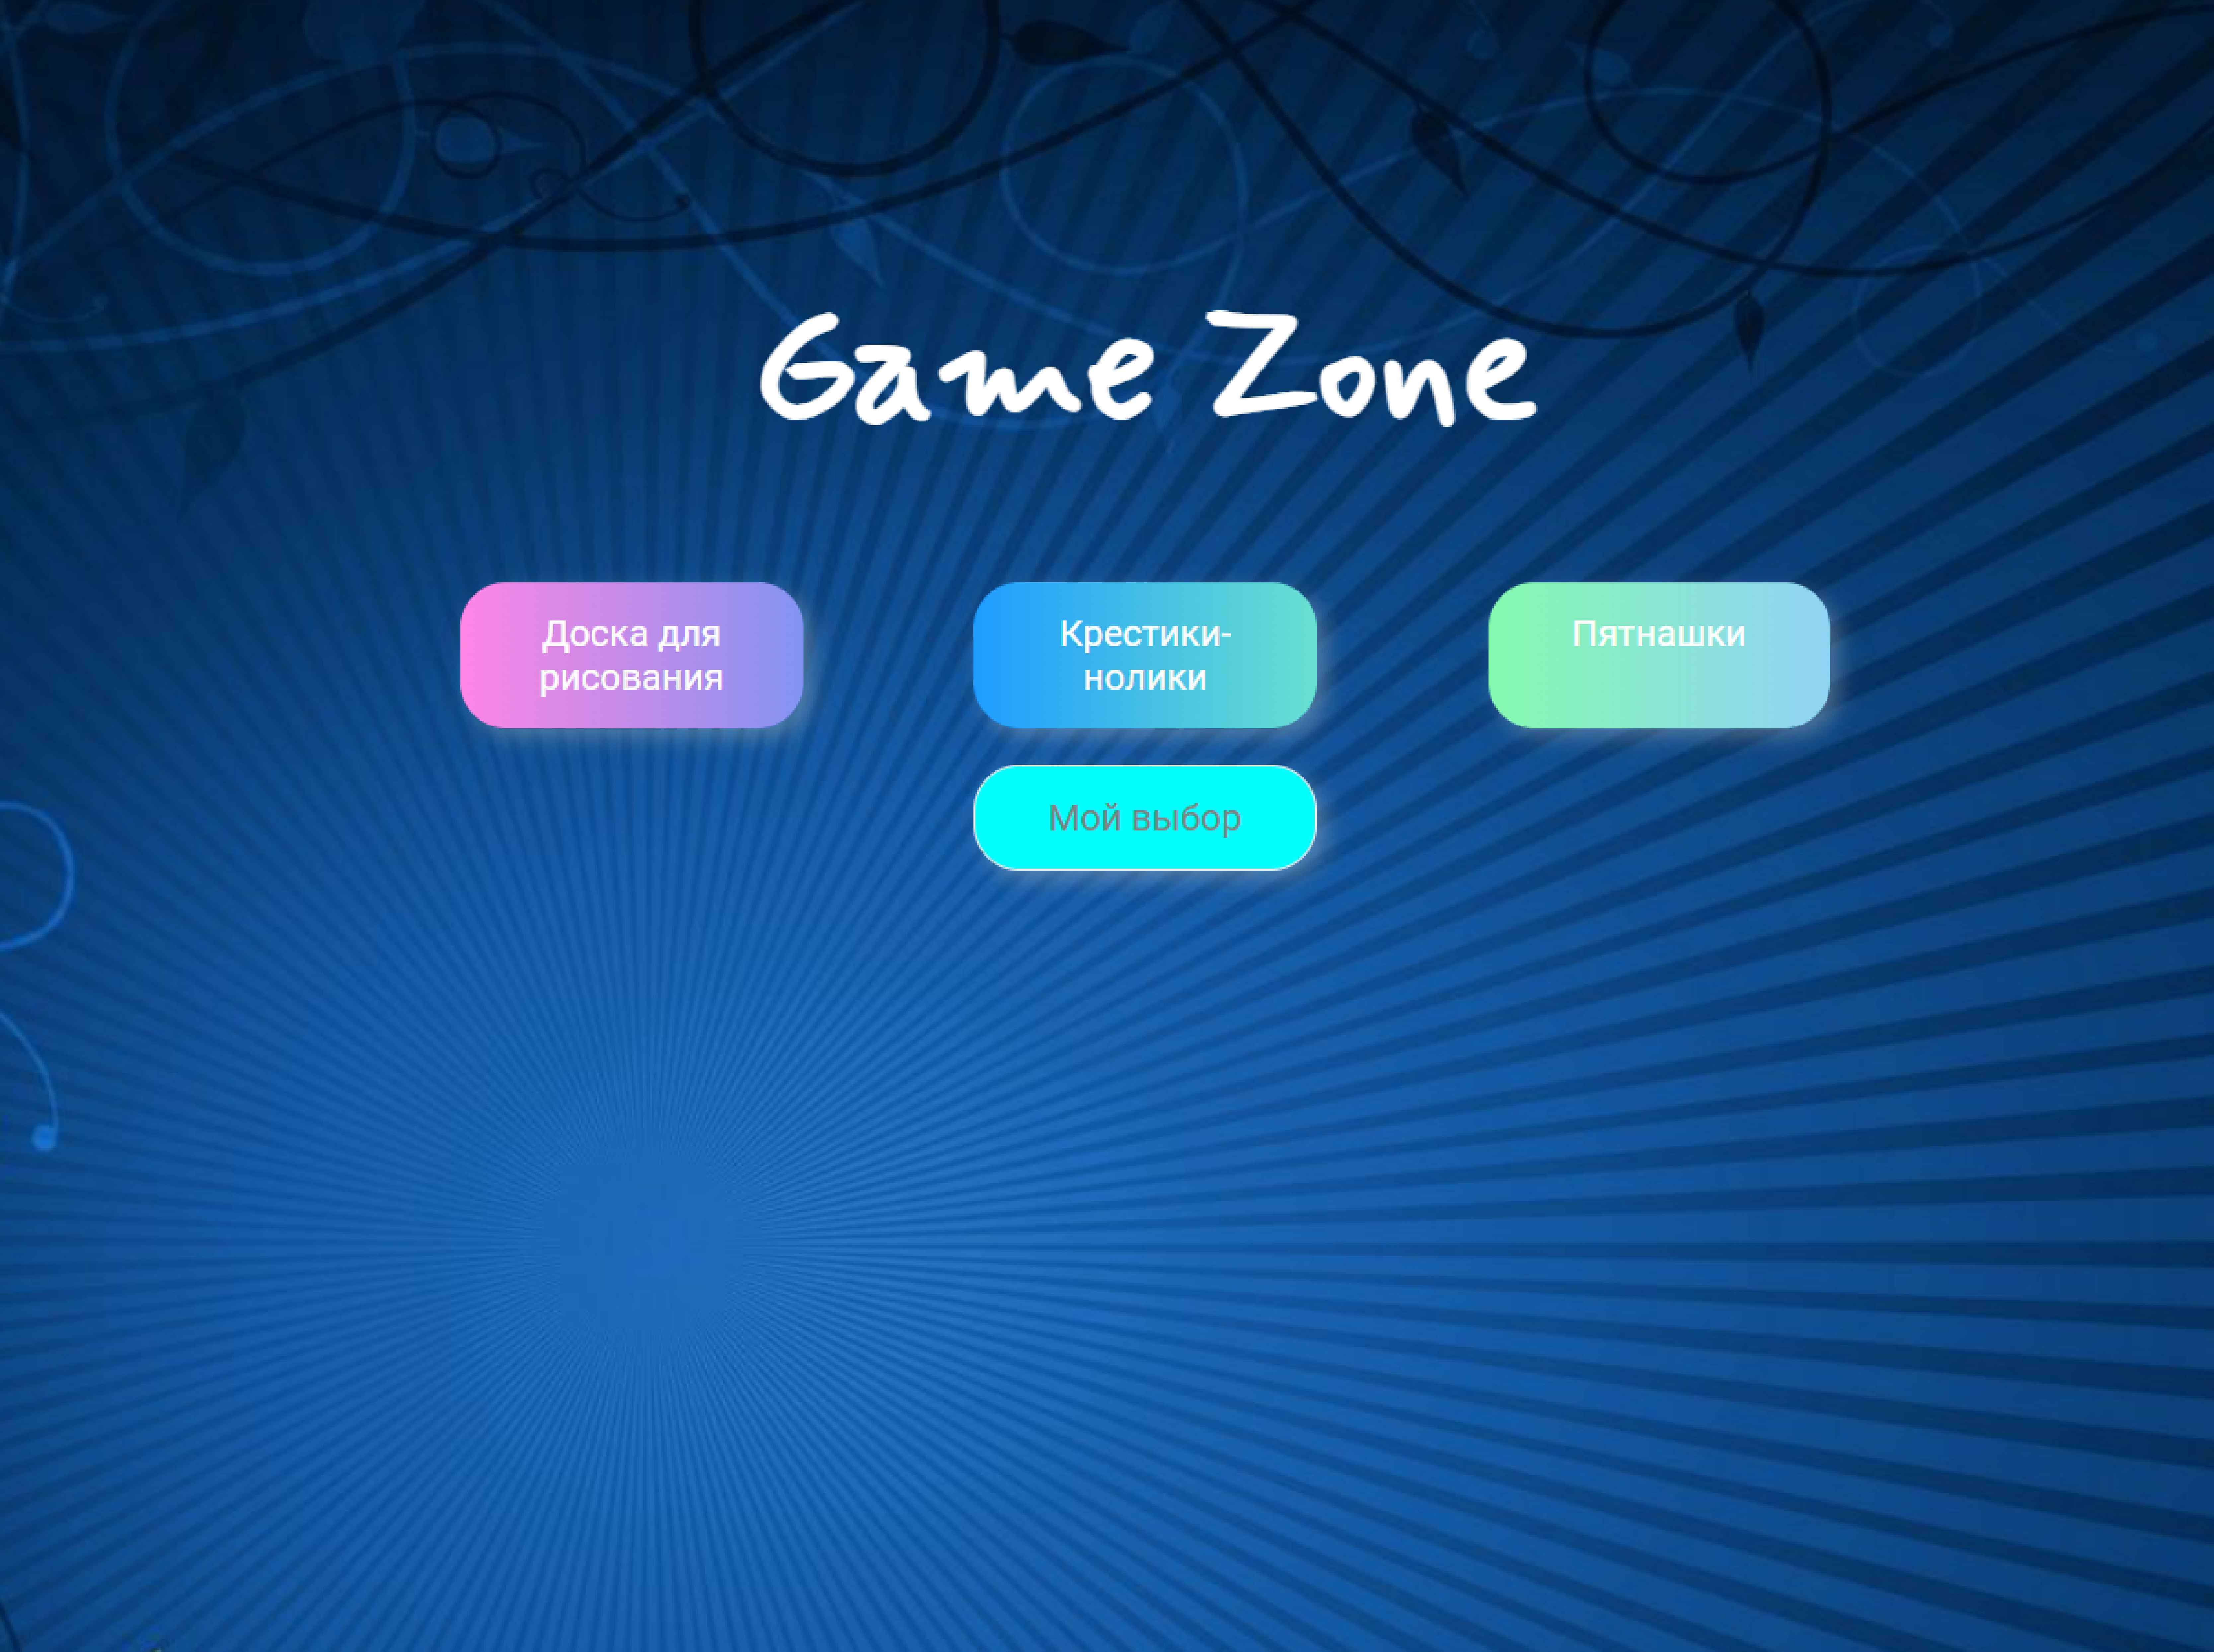 Game Zone
Доска для
рисования
Крестики-
нолики
Пятнашки
Мой выбор